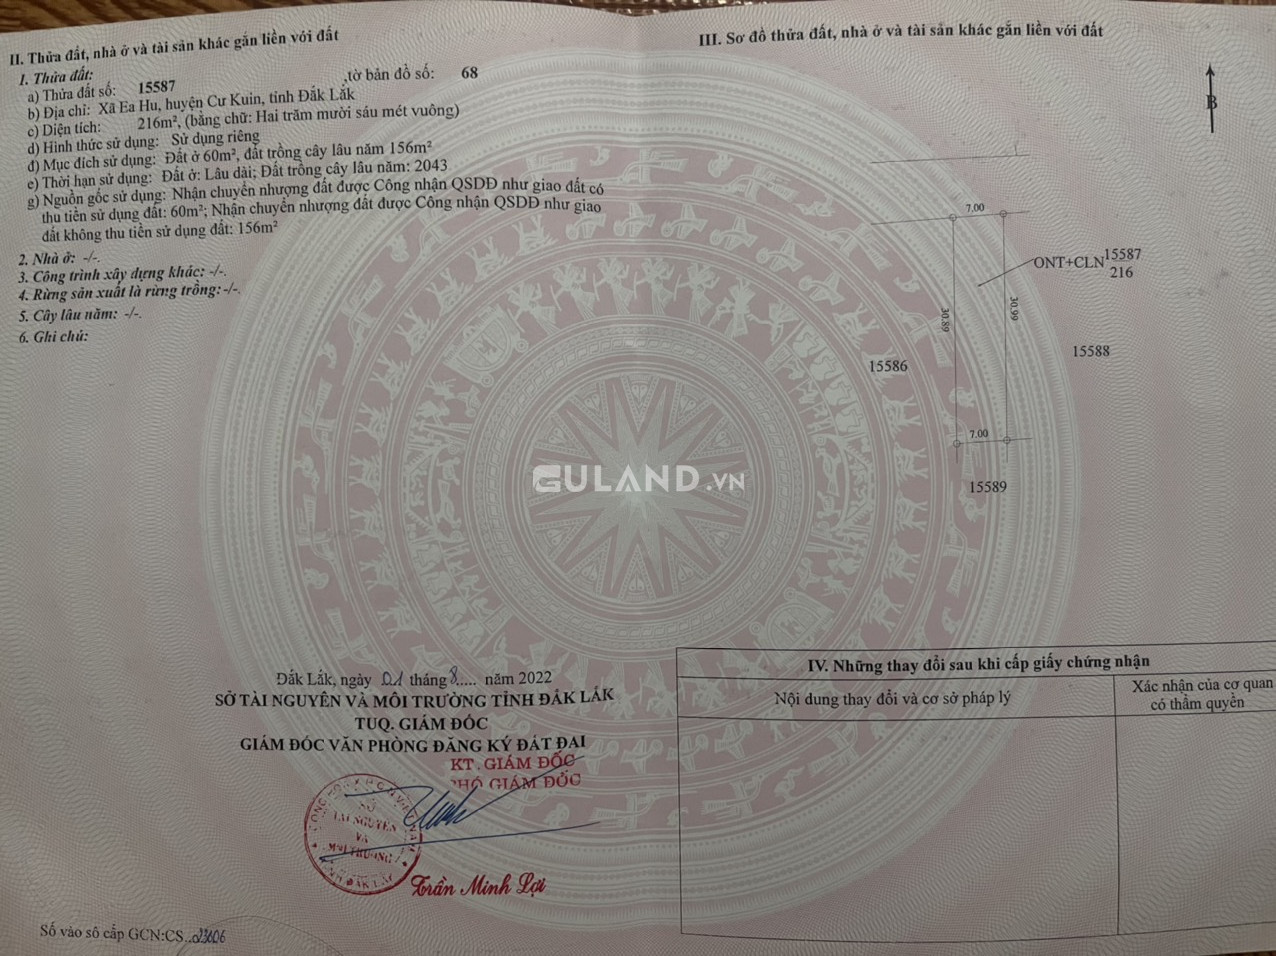 II. Thửa đất, nhà ở và tài sản khác gắn liền với đất
1. Thửa đất:
a) Thửa đất số: 15587 ,tờ bản đồ số: 68
b) Địa chỉ: Xã Ea Hu, huyện Cư Kuin, tỉnh Đắk Lắk
c) Diện tích: 216m², (bằng chữ: Hai trăm mười sáu mét vuông)
d) Hình thức sử dụng: Sử dụng riêng
đ) Mục đích sử dụng: Đất ở 60m², đất trồng cây lâu năm 156m²
e) Thời hạn sử dụng: Đất ở: Lâu dài; Đất trồng cây lâu năm: 2043
g) Nguồn gốc sử dụng: Nhận chuyển nhượng đất được Công nhận QSDĐ như giao đất có
thu tiền sử dụng đất: 60m²; Nhận chuyển nhượng đất được Công nhận QSDĐ như giao
đất không thu tiền sử dụng đất: 156m²
2. Nhà ở: -/-.
3. Công trình xây dựng khác: -/-.
4. Rừng sản xuất là rừng trồng: -/-.
5. Cây lâu năm: -/-.
6. Ghi chú:
III. Sơ đồ thửa đất, nhà ở và tài sản khác gắn liền với đất
B
7.00
ONT+CLN 15587
216
30.89
30.99
15586
15588
7.00
15589
GULAND.VN
Đắk Lắk, ngày 01 tháng 8..... năm 2022
SỞ TÀI NGUYÊN VÀ MÔI TRƯỜNG TỈNH ĐẮK LẮK
TUQ. GIÁM ĐỐC
GIÁM ĐỐC VĂN PHÒNG ĐĂNG KÝ ĐẤT ĐAI
KT. GIÁM ĐỐC
PHÓ GIÁM ĐỐC
SỞ
TÀI NGUYÊN
VÀ
MÔI TRƯỜNG
TỈNH ĐẮK LẮK
Trần Minh Lợi
Số vào sổ cấp GCN:CS..23606
IV. Những thay đổi sau khi cấp giấy chứng nhận
Nội dung thay đổi và cơ sở pháp lý
Xác nhận của cơ quan
có thẩm quyền